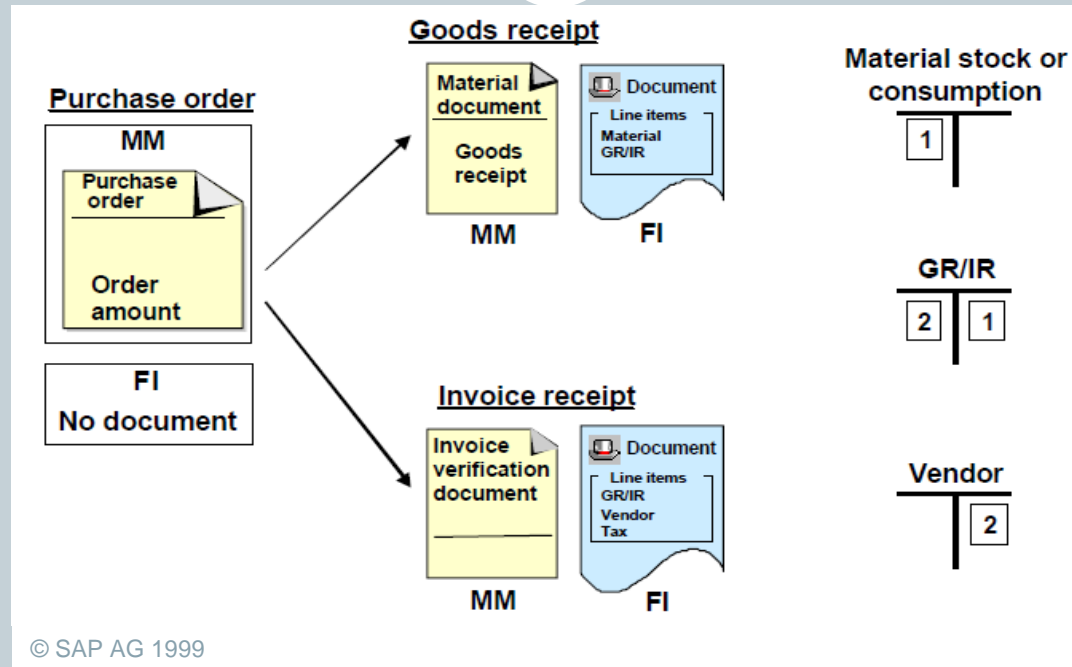 Purchase order
MM
Purchase
order
Order
amount
FI
No document
Goods receipt
Material
document
Goods
receipt
MM
Document
Line items
Material
GR/IR
FI
Invoice receipt
Invoice
verification
document
MM
Document
Line items
GR/IR
Vendor
Tax
FI
Material stock or
consumption
1
GR/IR
2 1
Vendor
2
© SAP AG 1999